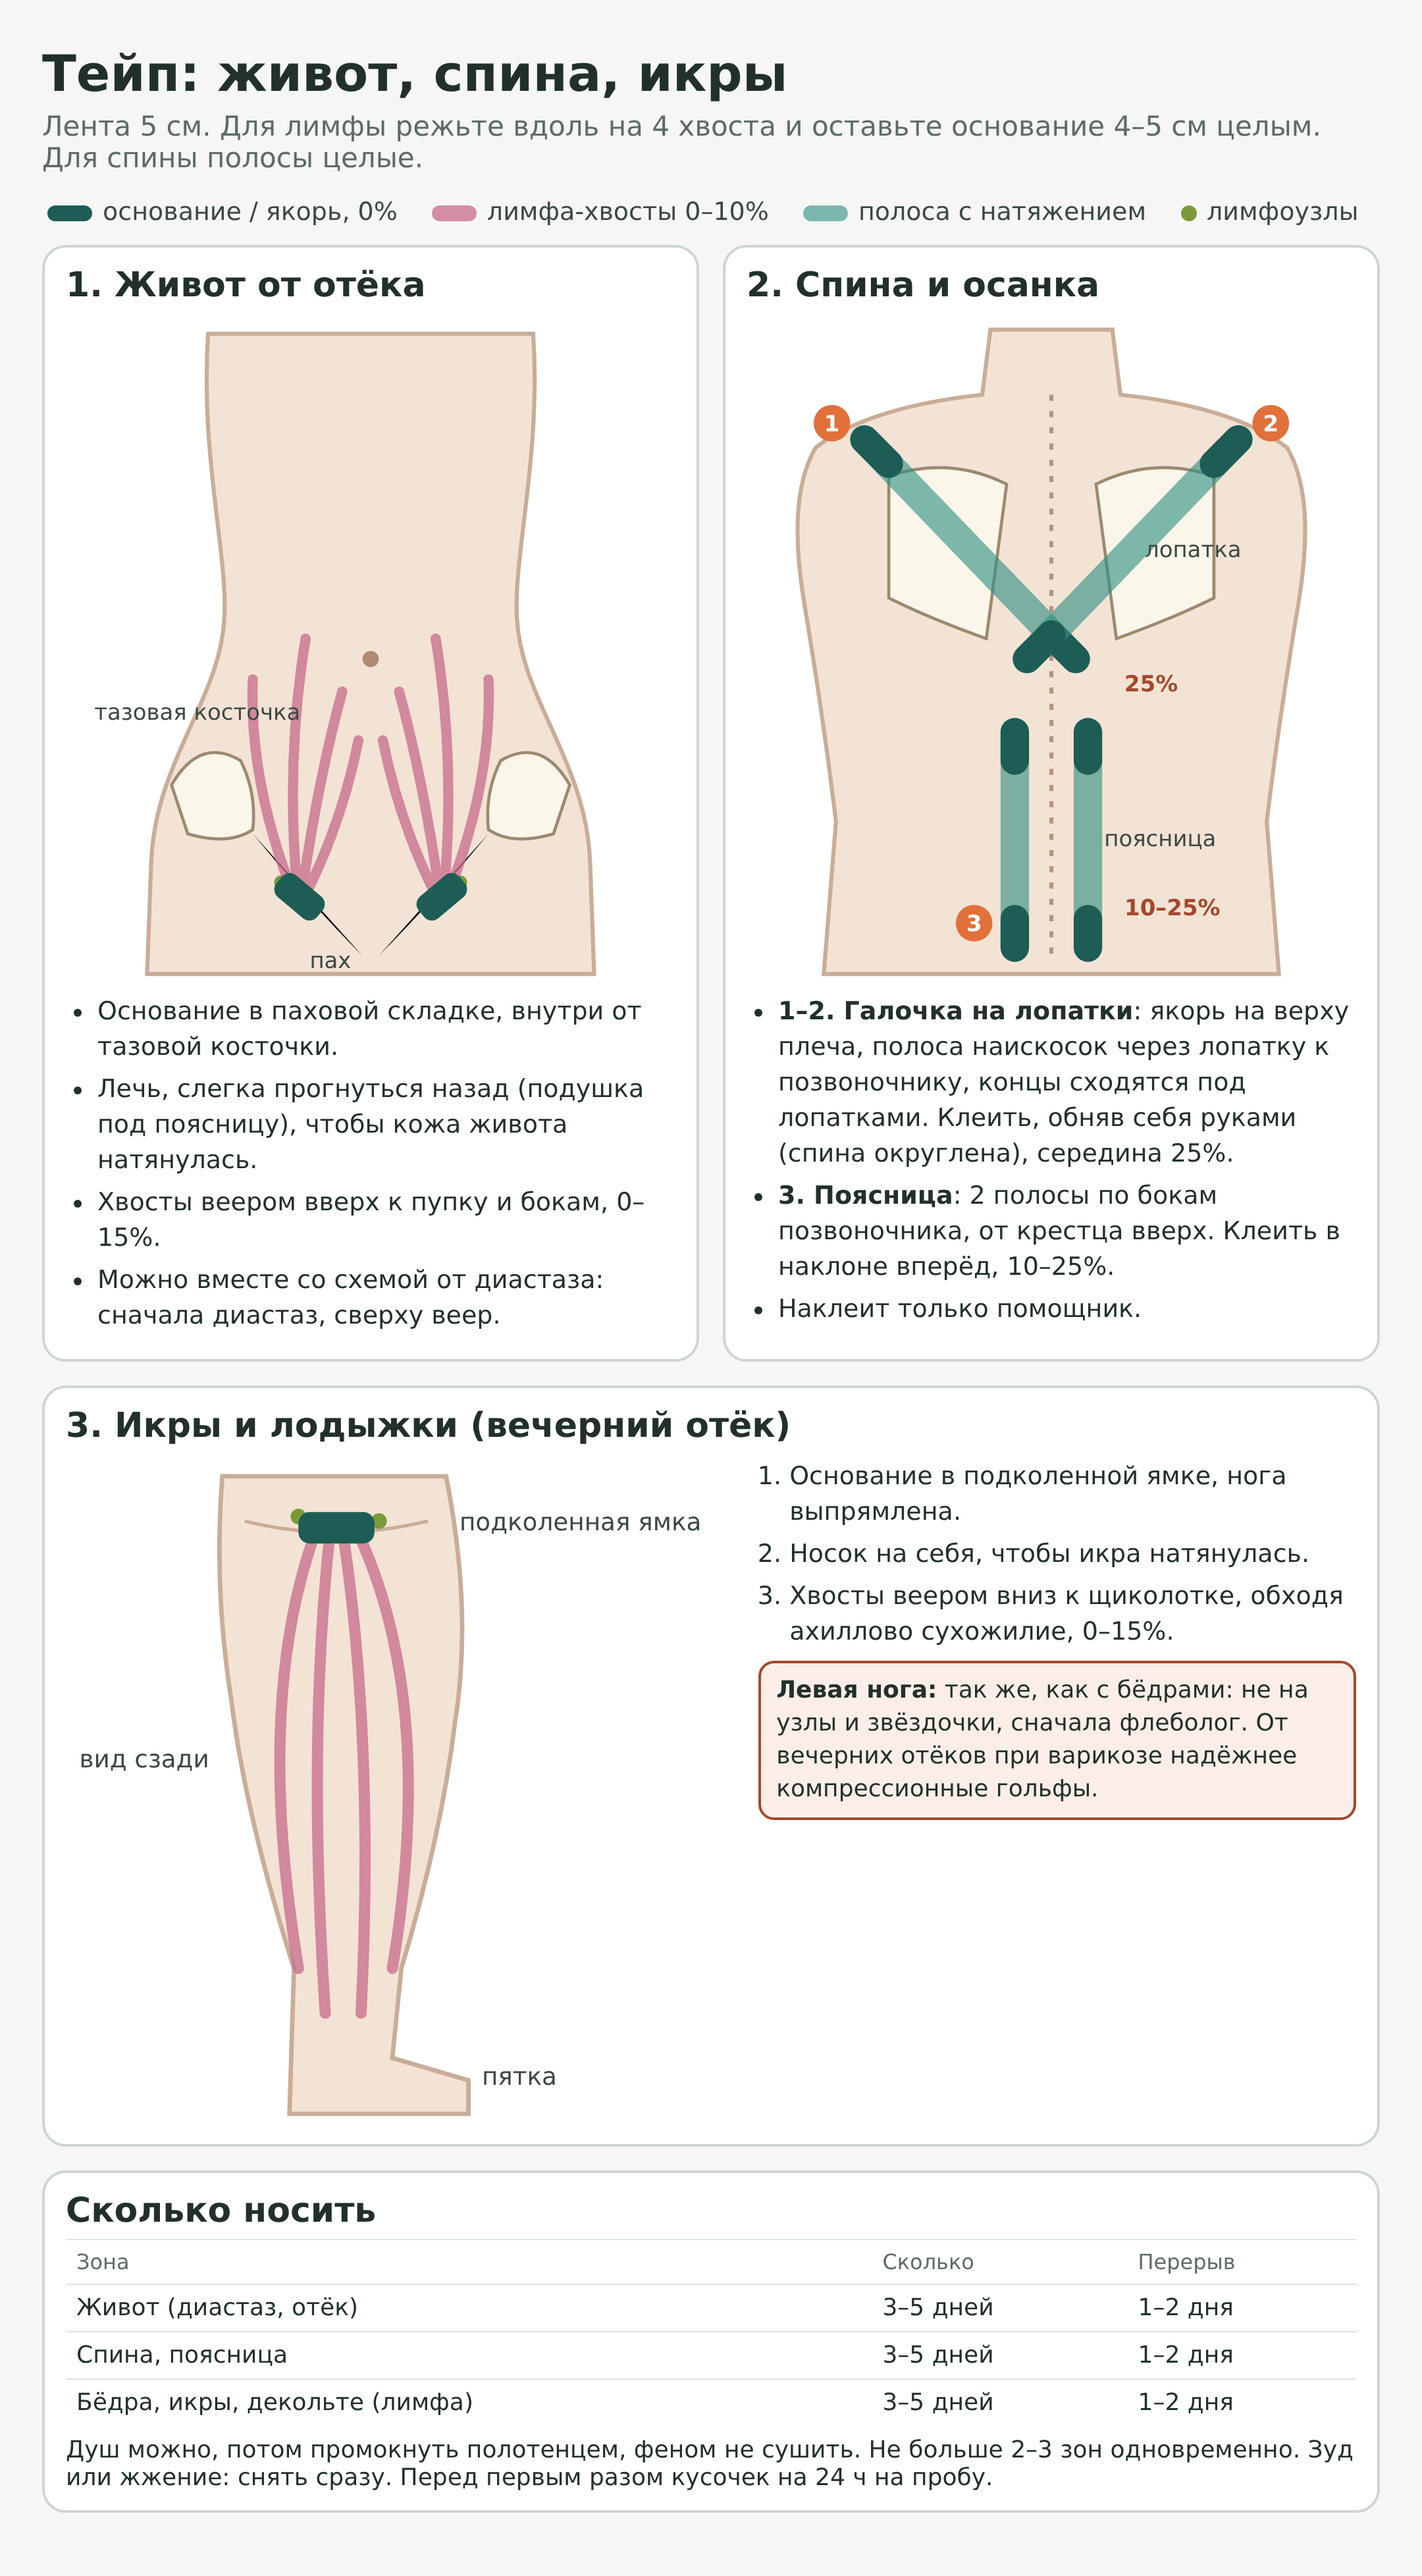 Тейп: живот, спина, икры
Лента 5 см. Для лимфы режьте вдоль на 4 хвоста и оставьте основание 4–5 см целым.
Для спины полосы целые.
основание / якорь, 0%
лимфа-хвосты 0–10%
полоса с натяжением
лимфоузлы
1. Живот от отёка
тазовая косточка
пах
• Основание в паховой складке, внутри от
тазовой косточки.
• Лечь, слегка прогнуться назад (подушка
под поясницу), чтобы кожа живота
натянулась.
• Хвосты веером вверх к пупку и бокам, 0–
15%.
• Можно вместе со схемой от диастаза:
сначала диастаз, сверху веер.
2. Спина и осанка
1
2
лопатка
25%
поясница
10–25%
3
• 1–2. Галочка на лопатки: якорь на верху
плеча, полоса наискосок через лопатку к
позвоночнику, концы сходятся под
лопатками. Клеить, обняв себя руками
(спина округлена), середина 25%.
• 3. Поясница: 2 полосы по бокам
позвоночника, от крестца вверх. Клеить в
наклоне вперёд, 10–25%.
• Наклеит только помощник.
3. Икры и лодыжки (вечерний отёк)
подколенная ямка
вид сзади
пятка
1. Основание в подколенной ямке, нога
выпрямлена.
2. Носок на себя, чтобы икра натянулась.
3. Хвосты веером вниз к щиколотке, обходя
ахиллово сухожилие, 0–15%.
Левая нога: так же, как с бёдрами: не на
узлы и звёздочки, сначала флеболог. От
вечерних отёков при варикозе надёжнее
компрессионные гольфы.
Сколько носить
Зона Сколько Перерыв
Живот (диастаз, отёк) 3–5 дней 1–2 дня
Спина, поясница 3–5 дней 1–2 дня
Бёдра, икры, декольте (лимфа) 3–5 дней 1–2 дня
Душ можно, потом промокнуть полотенцем, феном не сушить. Не больше 2–3 зон одновременно. Зуд
или жжение: снять сразу. Перед первым разом кусочек на 24 ч на пробу.